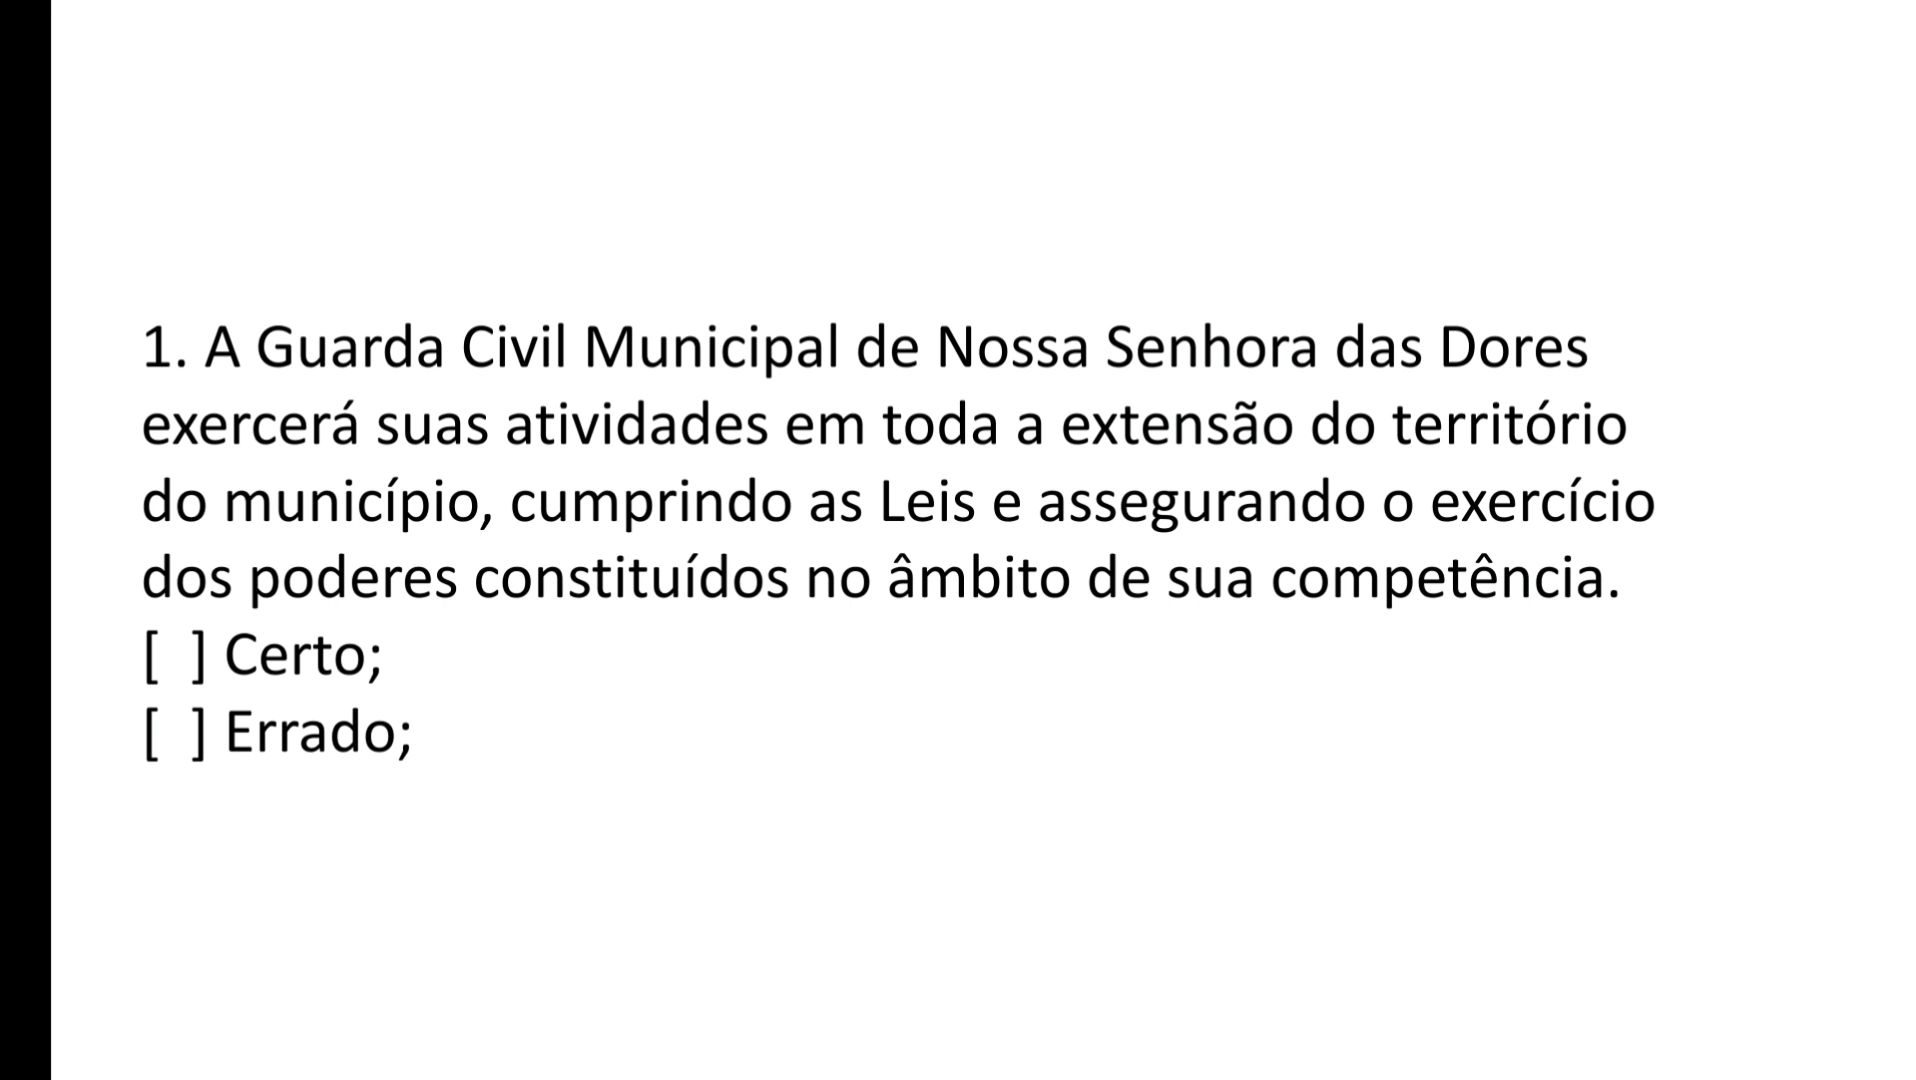 1. A Guarda Civil Municipal de Nossa Senhora das Dores
exercerá suas atividades em toda a extensão do território
do município, cumprindo as Leis e assegurando o exercício
dos poderes constituídos no âmbito de sua competência.
[  ] Certo;
[  ] Errado;